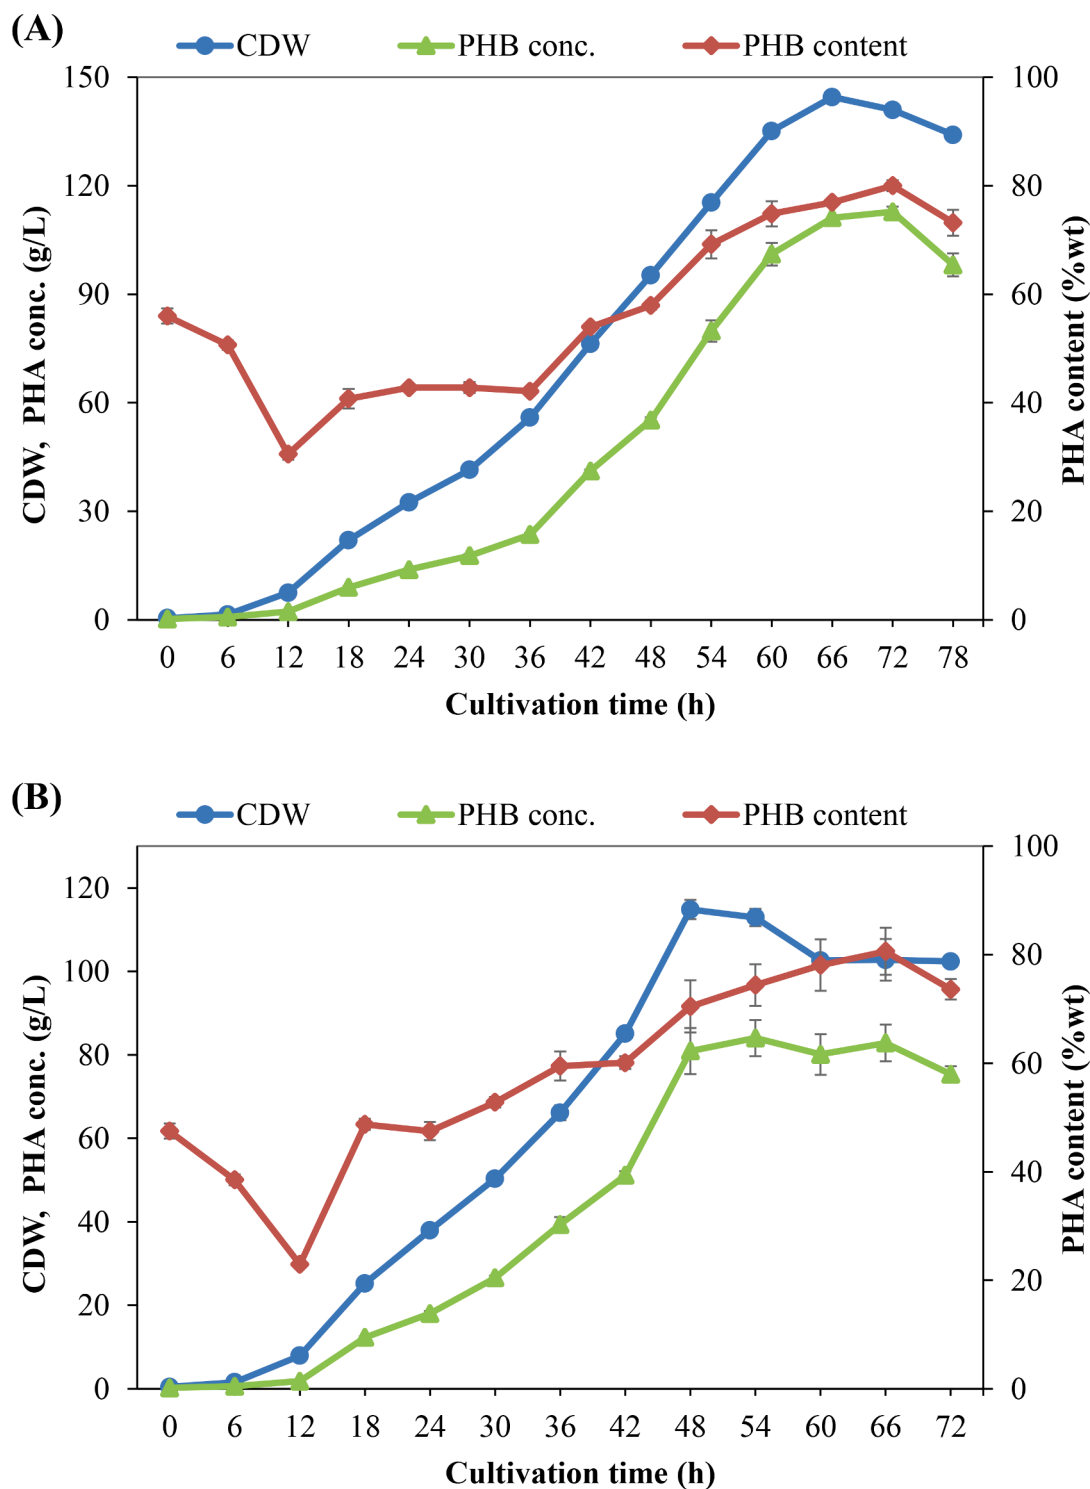 (A)
CDW PHB conc. PHB content
150 100
120 80
90 60
60 40
30 20
0 0
CDW, PHA conc. (g/L)
PHA content (%wt)
0 6 12 18 24 30 36 42 48 54 60 66 72 78
Cultivation time (h)
(B)
CDW PHB conc. PHB content
100
120
80
100
80 60
60
40
40
20
20
0 0
CDW, PHA conc. (g/L)
PHA content (%wt)
0 6 12 18 24 30 36 42 48 54 60 66 72
Cultivation time (h)